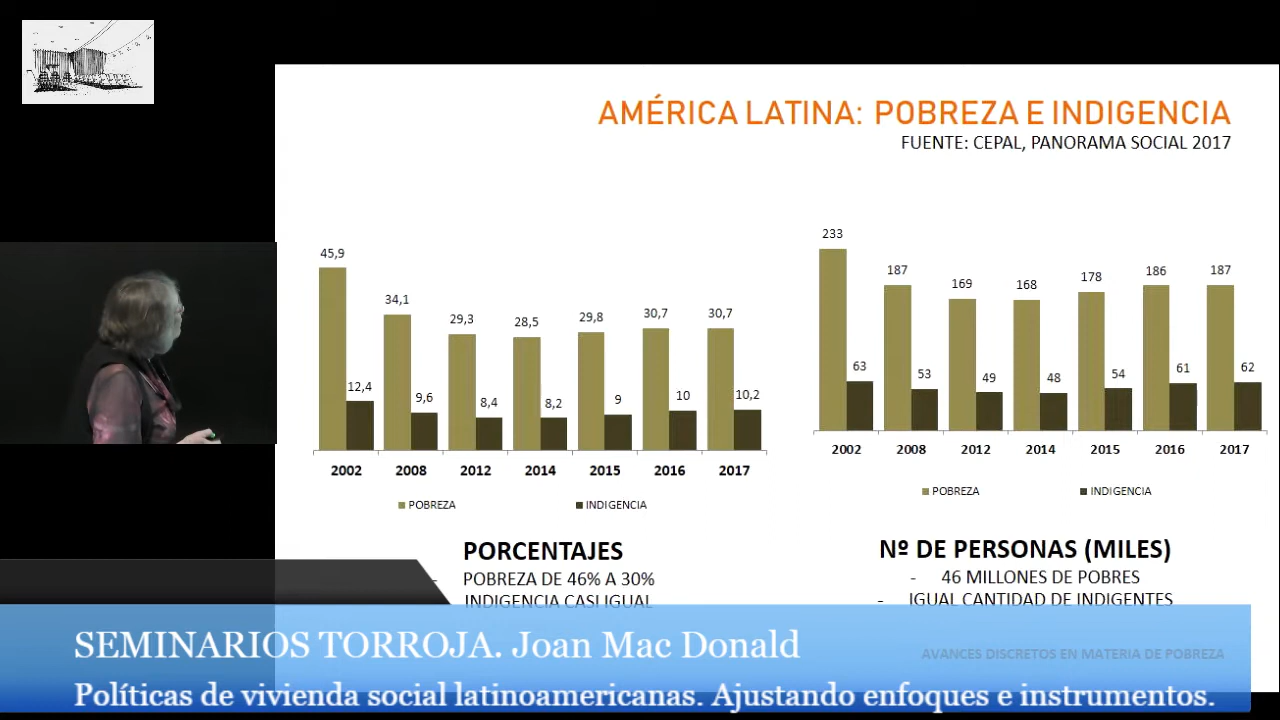 AMÉRICA LATINA: POBREZA E INDIGENCIA
FUENTE: CEPAL, PANORAMA SOCIAL 2017
45,9
12,4
34,1
9,6
29,3
8,4
28,5
8,2
29,8
9
30,7
10
30,7
10,2
2002 2008 2012 2014 2015 2016 2017
POBREZA INDIGENCIA
PORCENTAJES
- POBREZA DE 46% A 30%
INDIGENCIA CASI IGUAL
233
63
187
53
169
49
168
48
178
54
186
61
187
62
2002 2008 2012 2014 2015 2016 2017
POBREZA INDIGENCIA
Nº DE PERSONAS (MILES)
- 46 MILLONES DE POBRES
- IGUAL CANTIDAD DE INDIGENTES
AVANCES DISCRETOS EN MATERIA DE POBREZA
SEMINARIOS TORROJA. Joan Mac Donald
Políticas de vivienda social latinoamericanas. Ajustando enfoques e instrumentos.